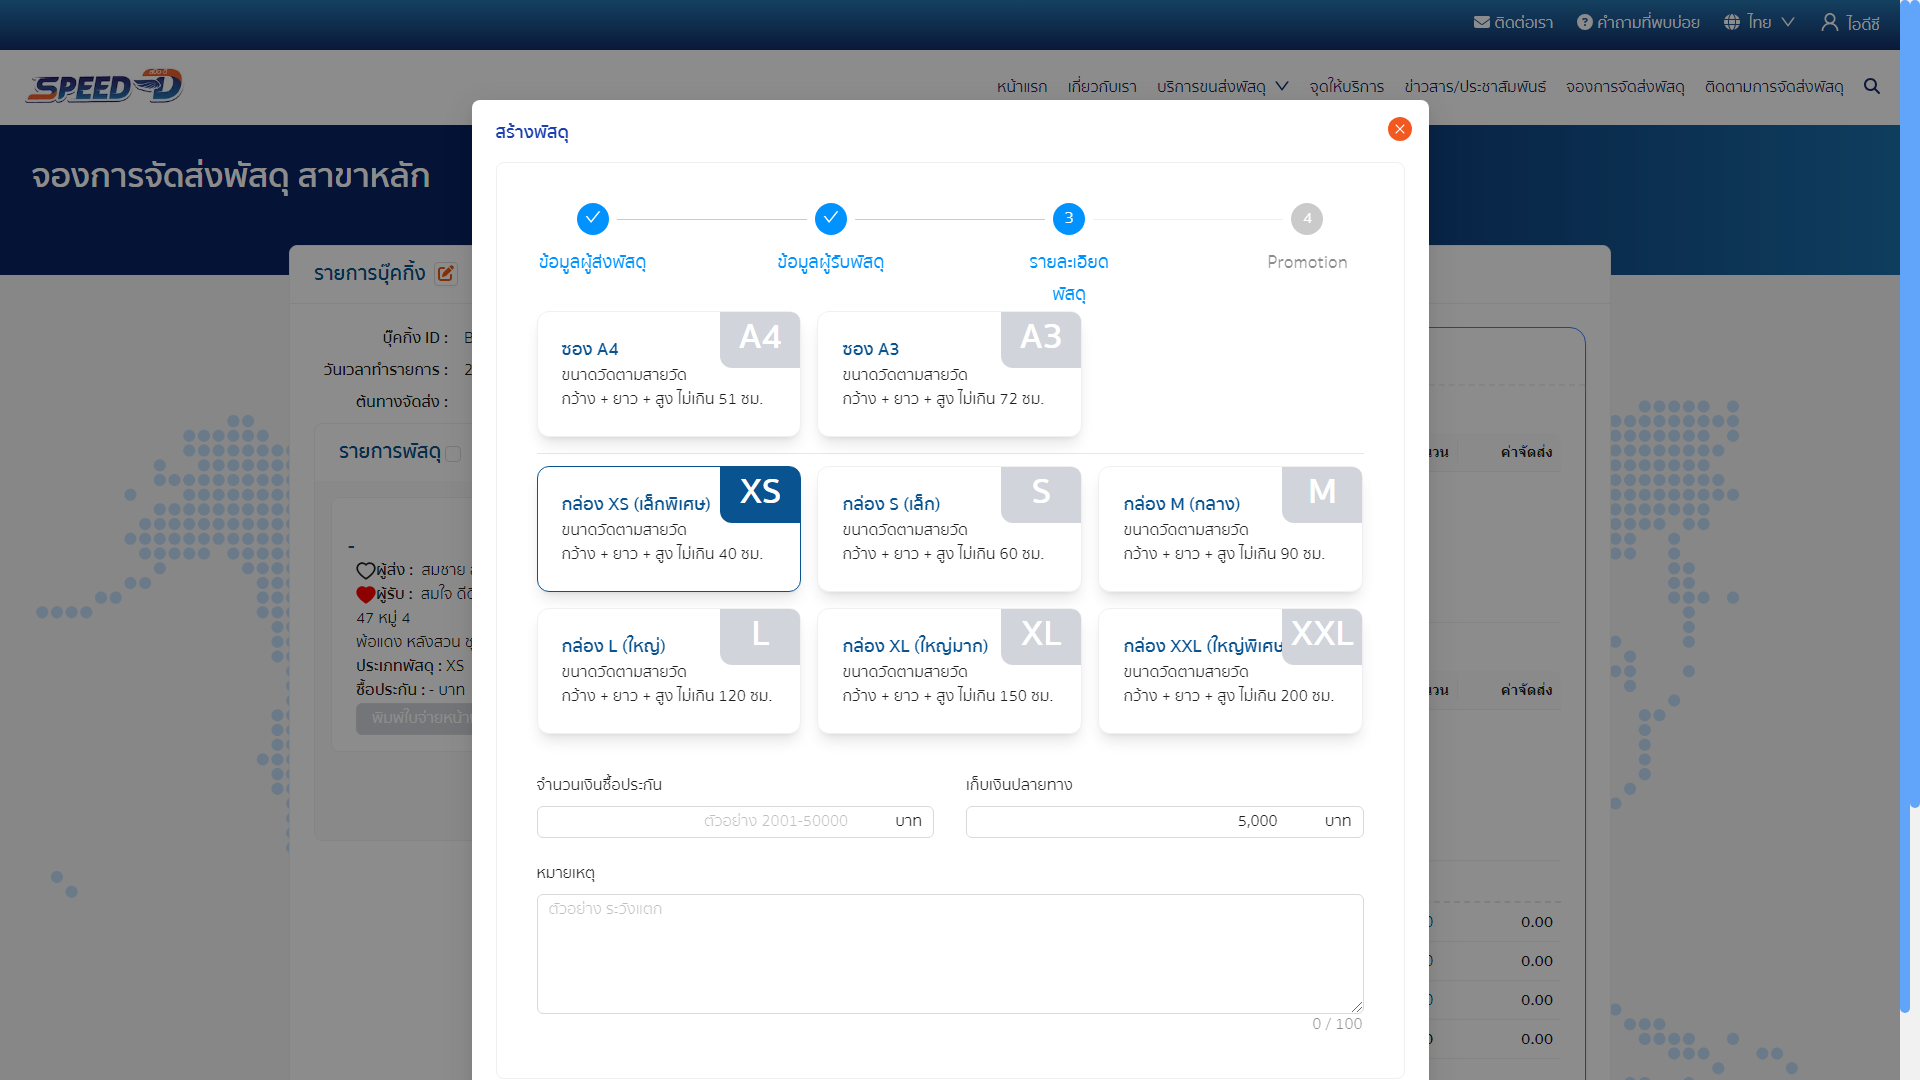 ติดต่อเรา
คำถามที่พบบ่อย
ไทย
ไอดีซี
SPEED-D
หน้าแรก
เกี่ยวกับเรา
บริการขนส่งพัสดุ
จุดให้บริการ
ข่าวสาร/ประชาสัมพันธ์
จองการจัดส่งพัสดุ
ติดตามการจัดส่งพัสดุ
จองการจัดส่งพัสดุ สาขาหลัก
รายการบุ๊คกิ้ง
บุ๊คกิ้ง ID :
วันเวลาทำรายการ : 2
ต้นทางจัดส่ง :
รายการพัสดุ
-
ผู้ส่ง : สมชาย
ผู้รับ : สมใจ
47 หมู่ 4
พ้อแดง หลังสวน
ประเภทพัสดุ : XS
ซื้อประกัน : - บาท
สร้างพัสดุ
ข้อมูลผู้ส่งพัสดุ
ข้อมูลผู้รับพัสดุ
3
รายละเอียด
พัสดุ
4
Promotion
ซอง A4
A4
ขนาดวัดตามสายวัด
กว้าง + ยาว + สูง ไม่เกิน 51 ซม.
ซอง A3
A3
ขนาดวัดตามสายวัด
กว้าง + ยาว + สูง ไม่เกิน 72 ซม.
กล่อง XS (เล็กพิเศษ)
XS
ขนาดวัดตามสายวัด
กว้าง + ยาว + สูง ไม่เกิน 40 ซม.
กล่อง S (เล็ก)
S
ขนาดวัดตามสายวัด
กว้าง + ยาว + สูง ไม่เกิน 60 ซม.
กล่อง M (กลาง)
M
ขนาดวัดตามสายวัด
กว้าง + ยาว + สูง ไม่เกิน 90 ซม.
กล่อง L (ใหญ่)
L
ขนาดวัดตามสายวัด
กว้าง + ยาว + สูง ไม่เกิน 120 ซม.
กล่อง XL (ใหญ่มาก)
XL
ขนาดวัดตามสายวัด
กว้าง + ยาว + สูง ไม่เกิน 150 ซม.
กล่อง XXL (ใหญ่พิเศษ
XXL
ขนาดวัดตามสายวัด
กว้าง + ยาว + สูง ไม่เกิน 200 ซม.
จำนวนเงินซื้อประกัน
ตัวอย่าง 2001-50000 บาท
เก็บเงินปลายทาง
5,000 บาท
หมายเหตุ
ตัวอย่าง ระวังแตก
0 / 100
ค่าจัดส่ง
ค่าจัดส่ง
0.00
0.00
0.00
0.00